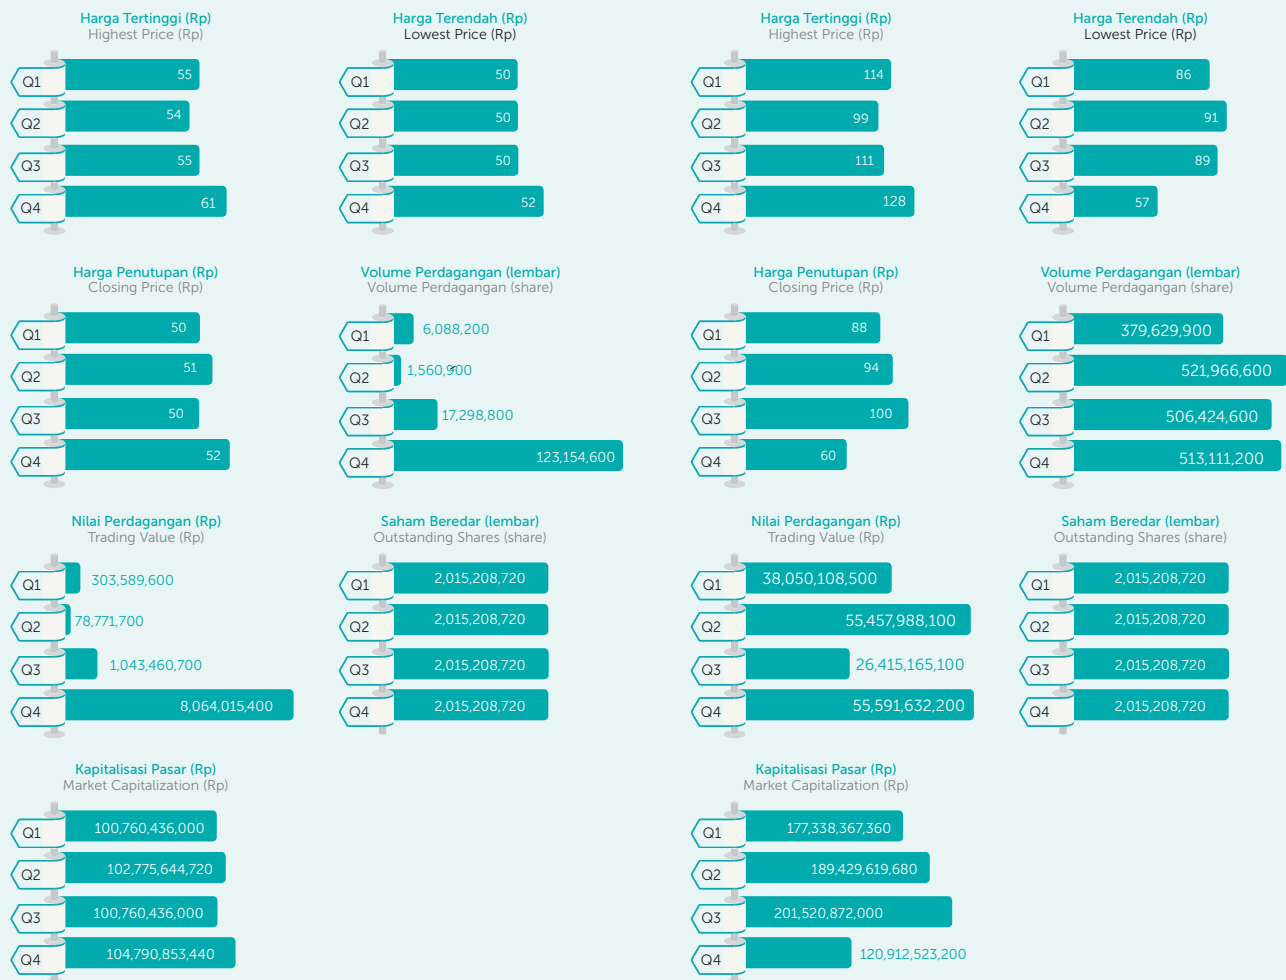 Harga Tertinggi (Rp)
Highest Price (Rp)
Q1 55
Q2 54
Q3 55
Q4 61
Harga Terendah (Rp)
Lowest Price (Rp)
Q1 50
Q2 50
Q3 50
Q4 52
Harga Penutupan (Rp)
Closing Price (Rp)
Q1 50
Q2 51
Q3 50
Q4 52
Volume Perdagangan (lembar)
Volume Perdagangan (share)
Q1 6,088,200
Q2 1,560,900
Q3 17,298,800
Q4 123,154,600
Nilai Perdagangan (Rp)
Trading Value (Rp)
Q1 303,589,600
Q2 78,771,700
Q3 1,043,460,700
Q4 8,064,015,400
Saham Beredar (lembar)
Outstanding Shares (share)
Q1 2,015,208,720
Q2 2,015,208,720
Q3 2,015,208,720
Q4 2,015,208,720
Kapitalisasi Pasar (Rp)
Market Capitalization (Rp)
Q1 100,760,436,000
Q2 102,775,644,720
Q3 100,760,436,000
Q4 104,790,853,440
Harga Tertinggi (Rp)
Highest Price (Rp)
Q1 114
Q2 99
Q3 111
Q4 128
Harga Terendah (Rp)
Lowest Price (Rp)
Q1 86
Q2 91
Q3 89
Q4 57
Harga Penutupan (Rp)
Closing Price (Rp)
Q1 88
Q2 94
Q3 100
Q4 60
Volume Perdagangan (lembar)
Volume Perdagangan (share)
Q1 379,629,900
Q2 521,966,600
Q3 506,424,600
Q4 513,111,200
Nilai Perdagangan (Rp)
Trading Value (Rp)
Q1 38,050,108,500
Q2 55,457,988,100
Q3 26,415,165,100
Q4 55,591,632,200
Saham Beredar (lembar)
Outstanding Shares (share)
Q1 2,015,208,720
Q2 2,015,208,720
Q3 2,015,208,720
Q4 2,015,208,720
Kapitalisasi Pasar (Rp)
Market Capitalization (Rp)
Q1 177,338,367,360
Q2 189,429,619,680
Q3 201,520,872,000
Q4 120,912,523,200